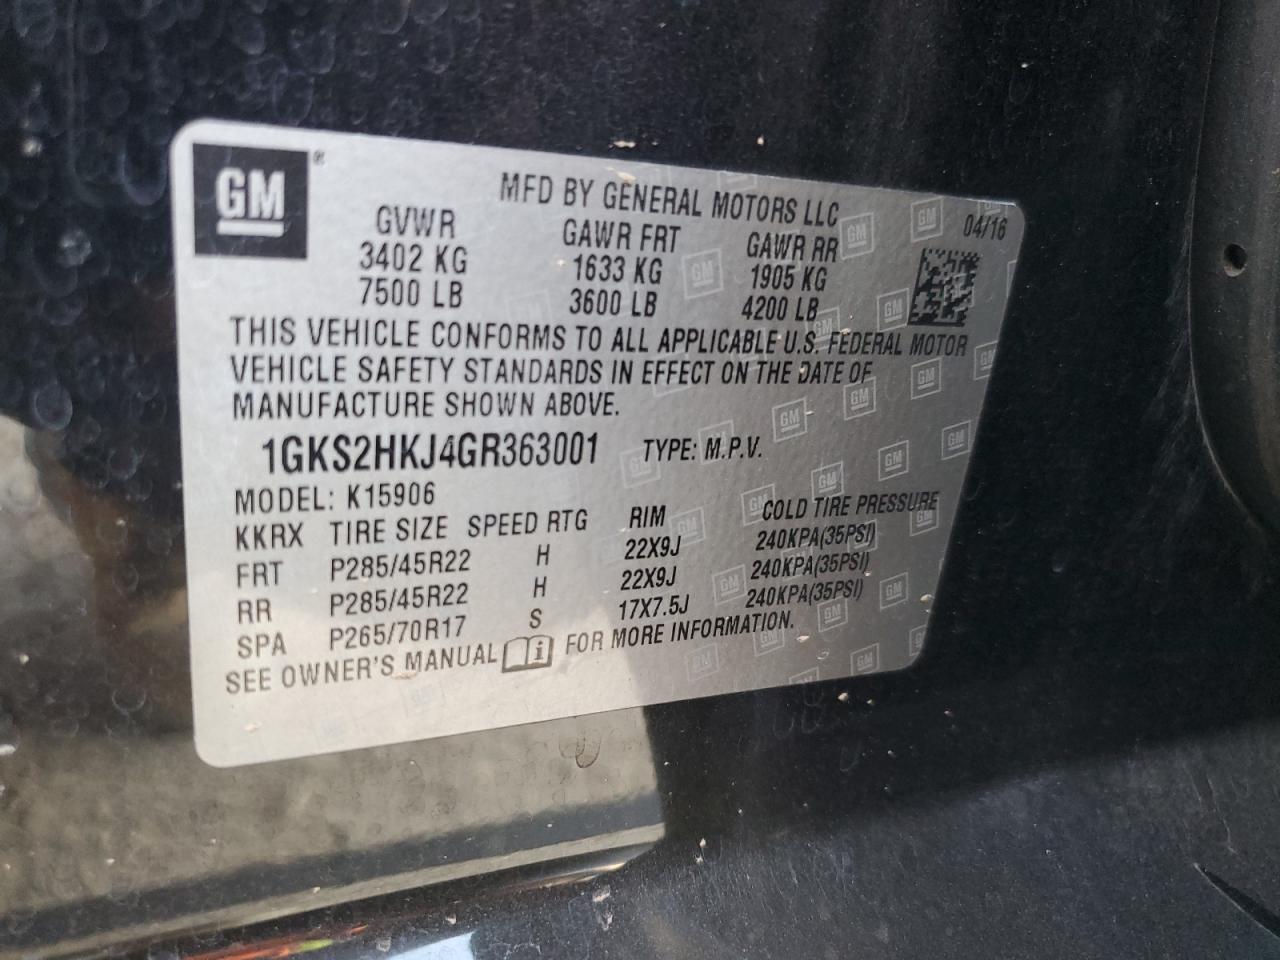 GM ®
MFD BY GENERAL MOTORS LLC
04/16
GVWR GAWR FRT GAWR RR
3402 KG 1633 KG 1905 KG
7500 LB 3600 LB 4200 LB
THIS VEHICLE CONFORMS TO ALL APPLICABLE U.S. FEDERAL MOTOR
VEHICLE SAFETY STANDARDS IN EFFECT ON THE DATE OF
MANUFACTURE SHOWN ABOVE.
1GKS2HKJ4GR363001 TYPE: M.P.V.
MODEL: K15906
KKRX TIRE SIZE SPEED RTG RIM COLD TIRE PRESSURE
FRT P285/45R22 H 22X9J 240KPA(35PSI)
RR P285/45R22 H 22X9J 240KPA(35PSI)
SPA P265/70R17 S 17X7.5J 240KPA(35PSI)
SEE OWNER'S MANUAL i FOR MORE INFORMATION.